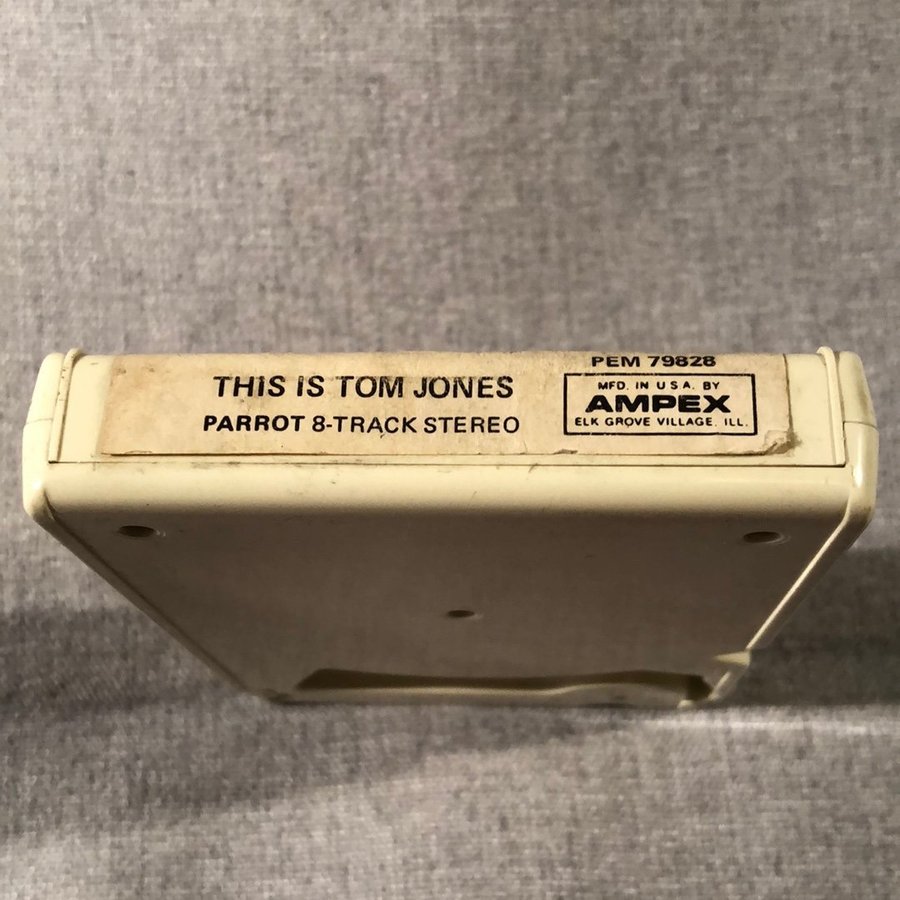 THIS IS TOM JONES
PARROT 8-TRACK STEREO
PEM 79828
MFD. IN U.S.A. BY
AMPEX
ELK GROVE VILLAGE, ILL.